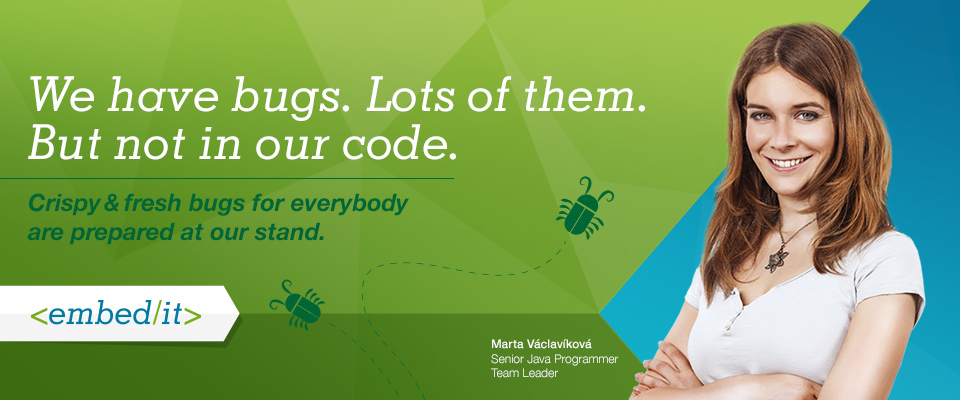 We have bugs. Lots of them.
But not in our code.
Crispy & fresh bugs for everybody
are prepared at our stand.
<embed/it>
Marta Václavíková
Senior Java Programmer
Team Leader